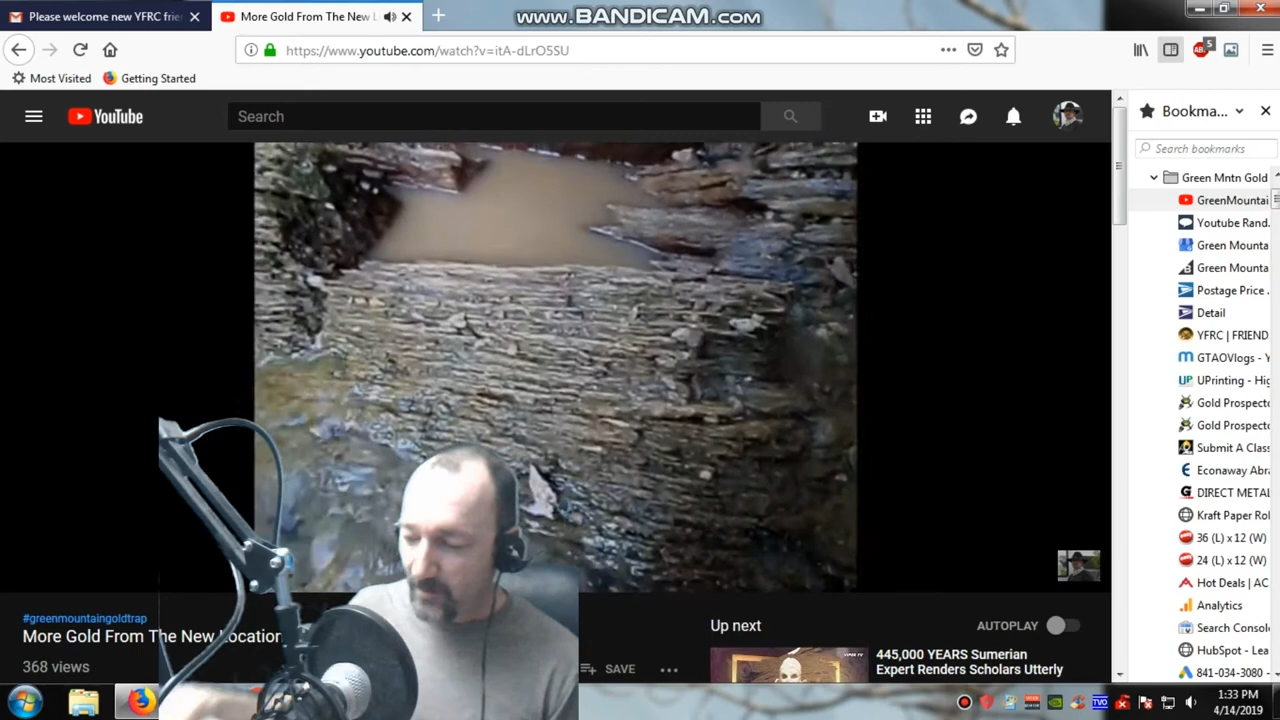 www.BANDICAM.com
Please welcome new YFRC frie
More Gold From The New L
https://www.youtube.com/watch?v=itA-dLrO5SU
5
Most Visited
Getting Started
YouTube
Search
Bookma...
Search bookmarks
Green Mntn Gold
GreenMountai
Youtube Rand.
Green Mounta
Green Mounta
Postage Price .
Detail
YFRC | FRIEND
GTAOVlogs - Y
UPrinting - Hig
Gold Prospect
Gold Prospect
Submit A Class
Econaway Abra
DIRECT METAL
Kraft Paper Rol
36 (L) x 12 (W)
24 (L) x 12 (W)
Hot Deals | AC
Analytics
Search Consol
HubSpot - Lea
841-034-3080 -
#greenmountaingoldtrap
More Gold From The New Location
368 views
SAVE
Up next
AUTOPLAY
445,000 YEARS Sumerian
Expert Renders Scholars Utterly
1:33 PM
4/14/2019